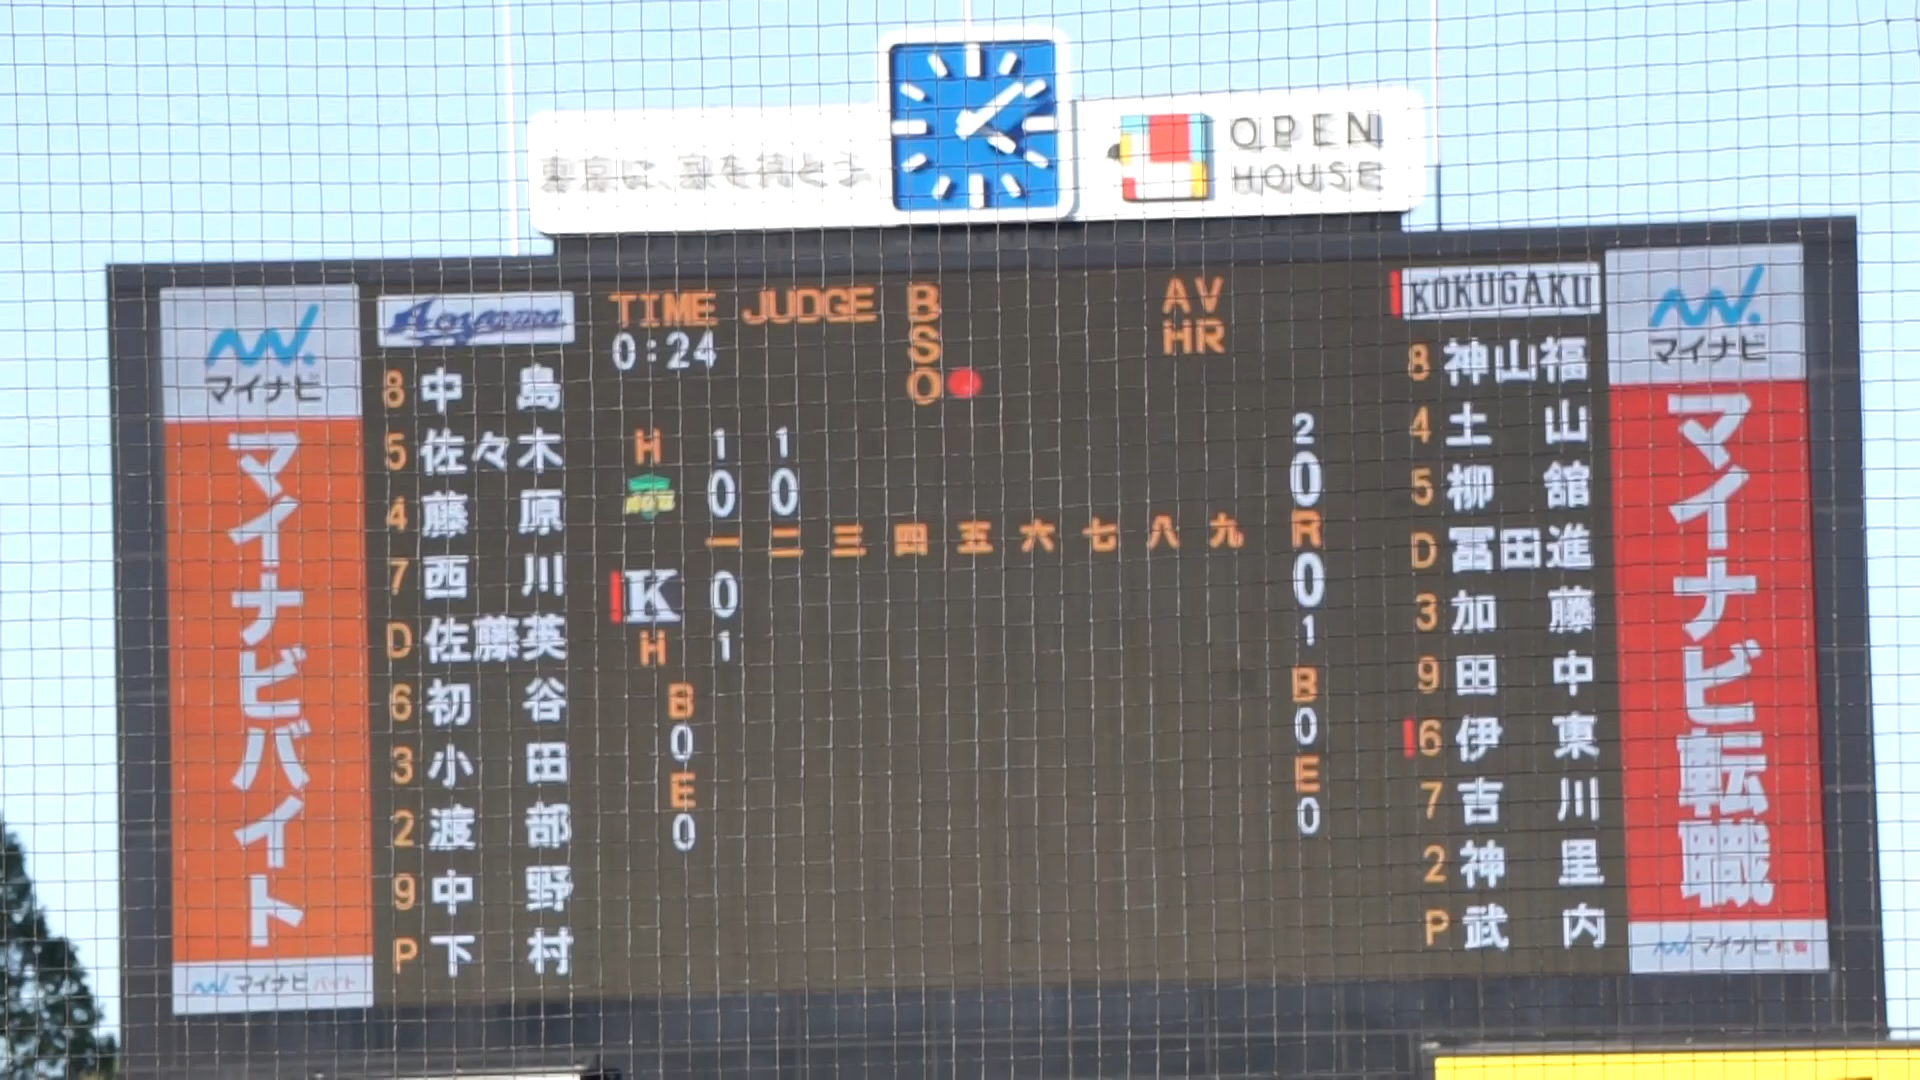 東京は、家を待とう
OPEN
HOUSE
マイナビ
マイナビバイト
マイナビ バイト
Aoyama
8 中島
5 佐々木
4 藤原
7 西川
D 佐藤英
6 初谷
3 小田
2 渡部
9 中野
P 下村
TIME JUDGE
0:24
B
S
O
AV
HR
H 1 1 2
0 0 0
一 二 三 四 五 六 七 八 九 R
K 0 0
H 1 1
B B
0 0
E E
0 0
KOKUGAKU
8 神山福
4 土山
5 柳舘
D 冨田進
3 加藤
9 田中
6 伊東
7 吉川
2 神里
P 武内
マイナビ
マイナビ転職
マイナビ 転職